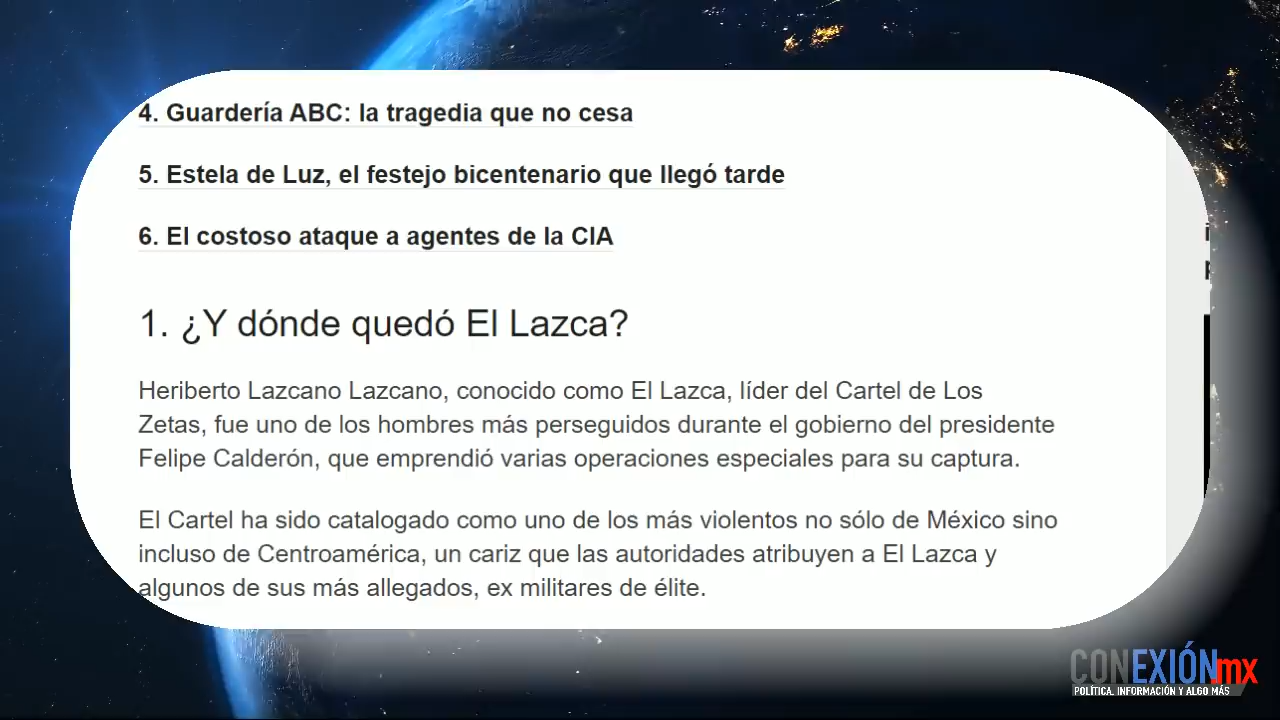 4. Guardería ABC: la tragedia que no cesa
5. Estela de Luz, el festejo bicentenario que llegó tarde
6. El costoso ataque a agentes de la CIA
1. ¿Y dónde quedó El Lazca?
Heriberto Lazcano Lazcano, conocido como El Lazca, líder del Cartel de Los
Zetas, fue uno de los hombres más perseguidos durante el gobierno del presidente
Felipe Calderón, que emprendió varias operaciones especiales para su captura.
El Cartel ha sido catalogado como uno de los más violentos no sólo de México sino
incluso de Centroamérica, un cariz que las autoridades atribuyen a El Lazca y
algunos de sus más allegados, ex militares de élite.
CONEXIÓN mx
POLÍTICA, INFORMACIÓN Y ALGO MÁS